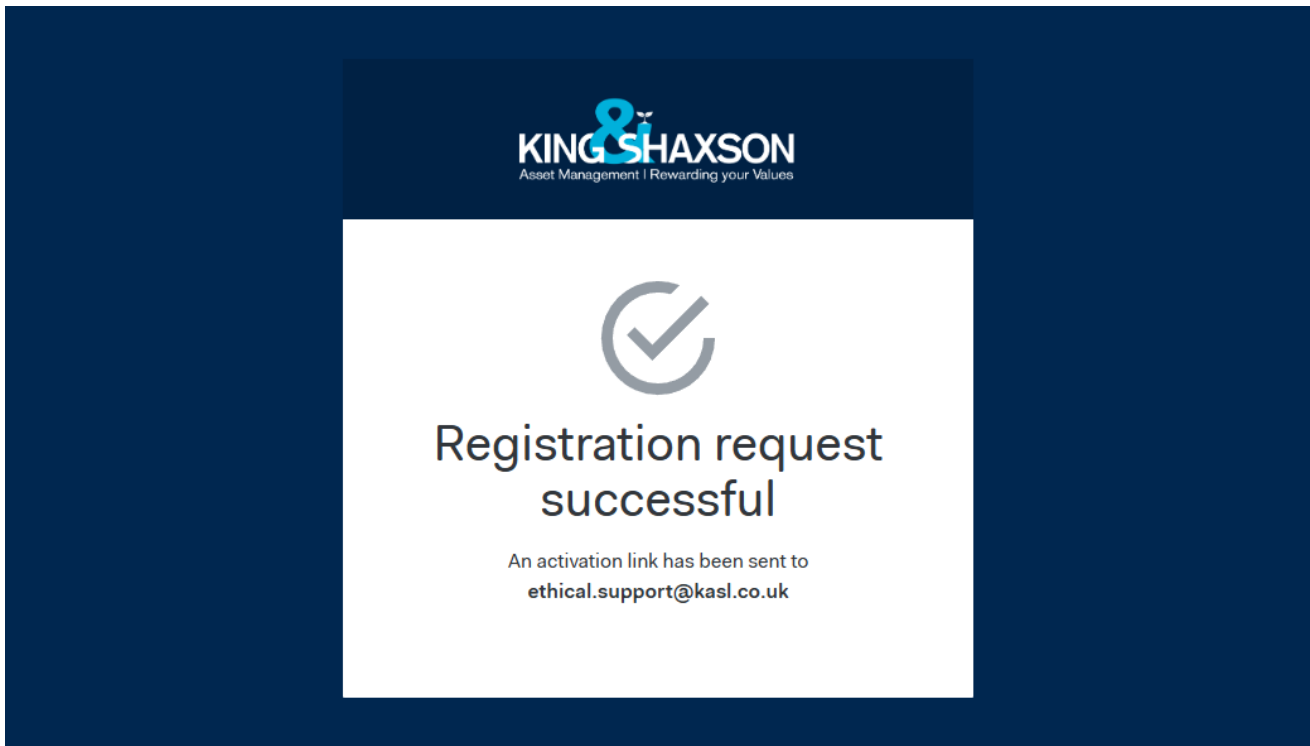 KING & SHAXSON
Asset Management | Rewarding your Values
Registration request
successful
An activation link has been sent to
ethical.support@kasl.co.uk